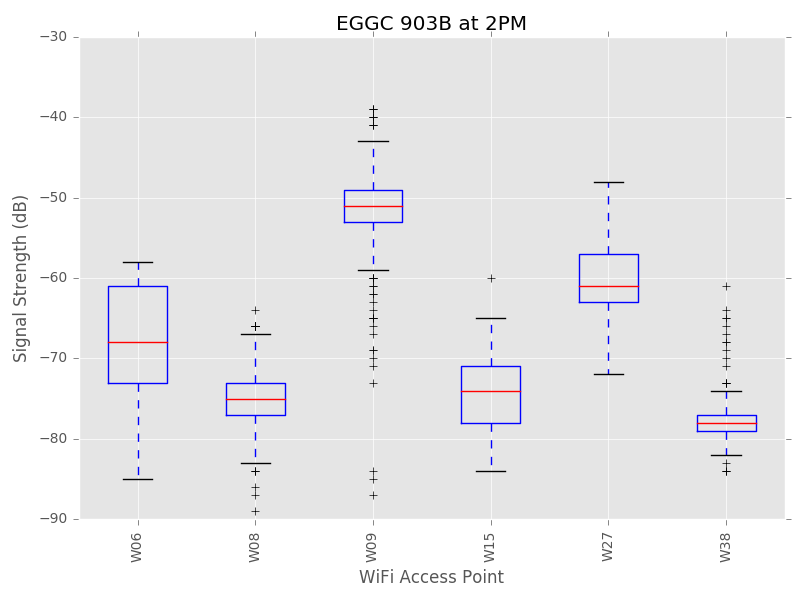 EGGC 903B at 2PM
−30
−40
−50
−60
−70
−80
−90
Signal Strength (dB)
W06
W08
W09
W15
W27
W38
WiFi Access Point